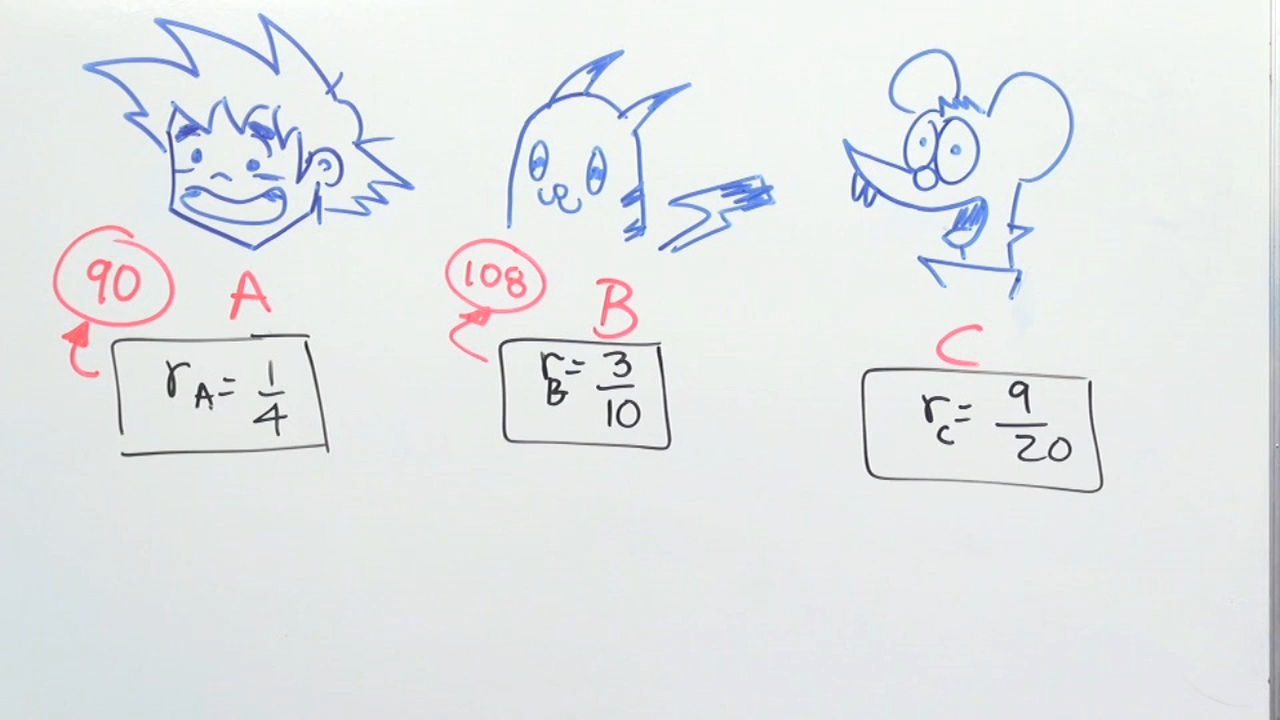 90
A
r_A = 1/4
108
B
r_B = 3/10
C
r_C = 9/20